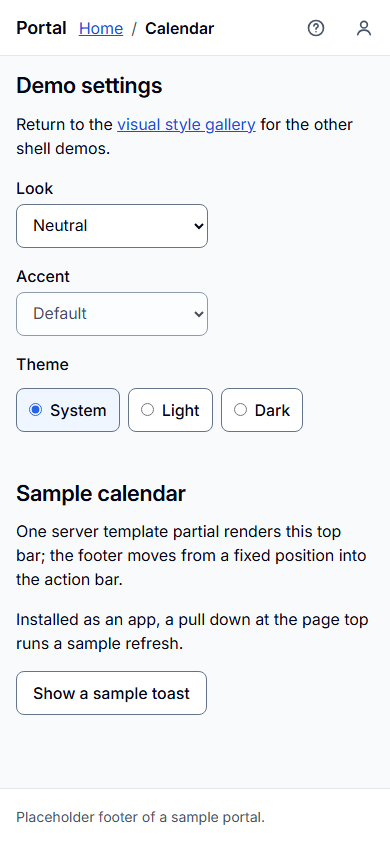 Portal Home / Calendar
Demo settings
Return to the visual style gallery for the other
shell demos.
Look
Neutral
Accent
Default
Theme
System Light Dark
Sample calendar
One server template partial renders this top
bar; the footer moves from a fixed position into
the action bar.
Installed as an app, a pull down at the page top
runs a sample refresh.
Show a sample toast
Placeholder footer of a sample portal.